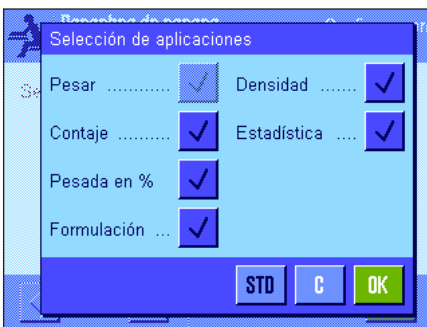 Selección de aplicaciones
Pesar ........... Densidad .......
Contaje .......... Estadística ....
Pesada en %
Formulación ...
STD C OK